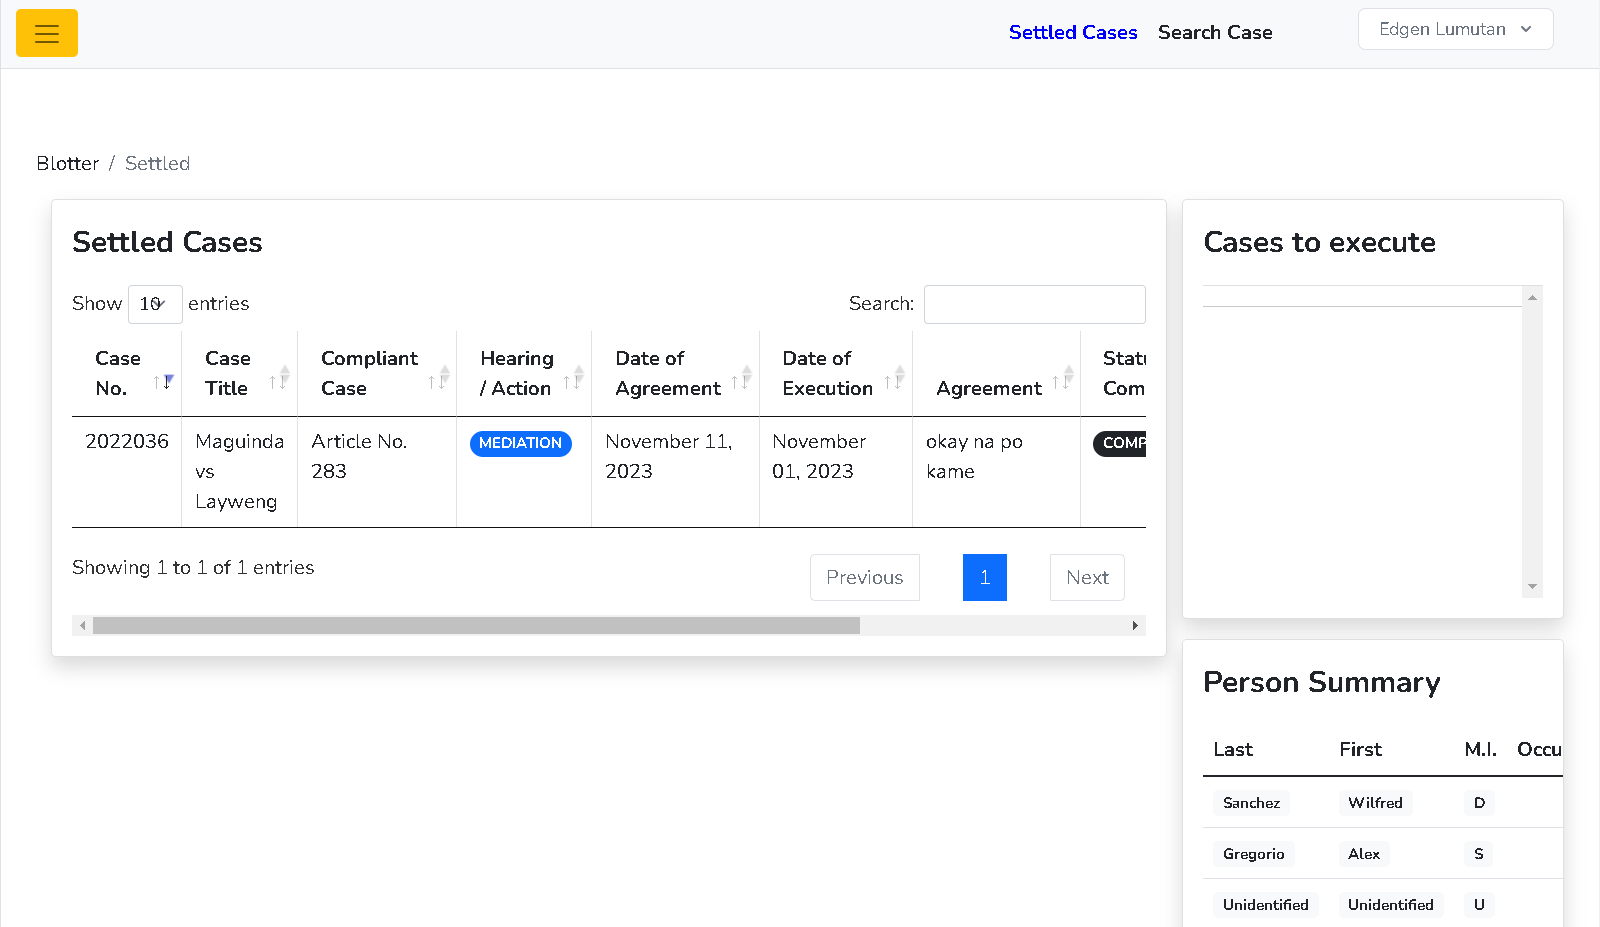 Settled Cases Search Case Edgen Lumutan
Blotter / Settled
Settled Cases
Show 10 entries Search:
Case No. Case Title Compliant Case Hearing / Action Date of Agreement Date of Execution Agreement
2022036 Maguinda vs Layweng Article No. 283 MEDIATION November 11, 2023 November 01, 2023 okay na po kame
Showing 1 to 1 of 1 entries
Previous 1 Next
Cases to execute
Person Summary
Last First M.I. Occu
Sanchez Wilfred D
Gregorio Alex S
Unidentified Unidentified U